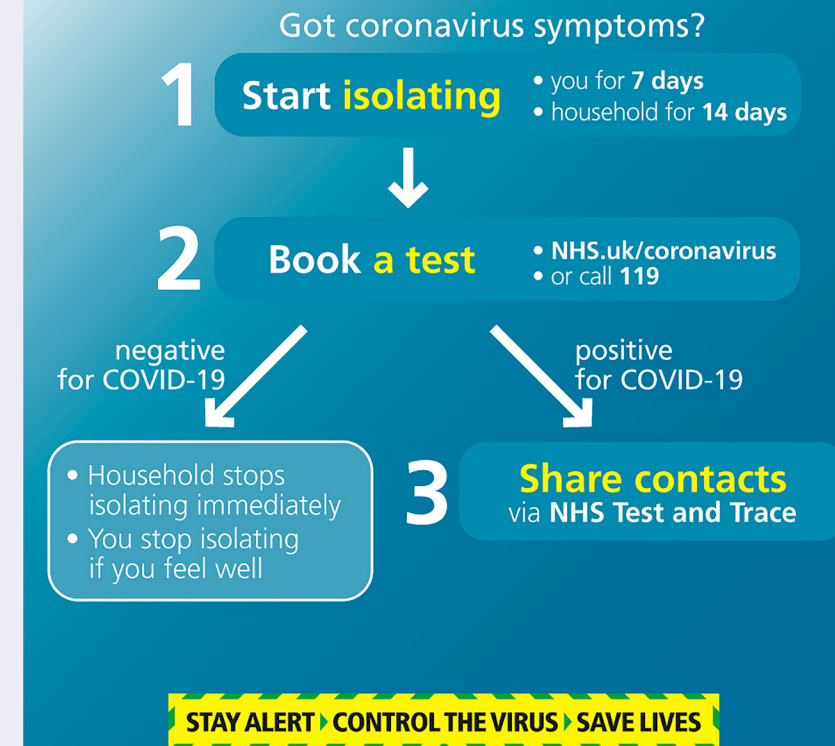 Got coronavirus symptoms?
1
Start isolating
• you for 7 days
• household for 14 days
2
Book a test
• NHS.uk/coronavirus
• or call 119
negative
for COVID-19
positive
for COVID-19
• Household stops
isolating immediately
• You stop isolating
if you feel well
3
Share contacts
via NHS Test and Trace
STAY ALERT CONTROL THE VIRUS SAVE LIVES